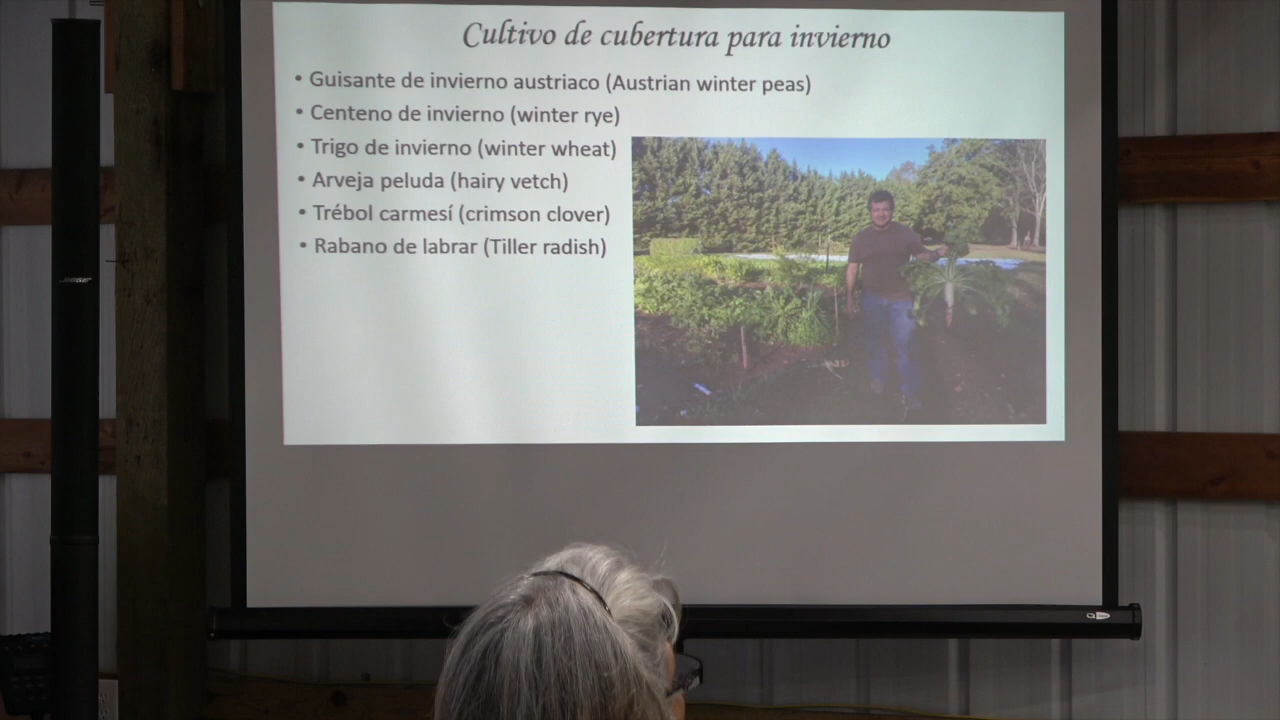 Cultivo de cubertura para invierno
• Guisante de invierno austriaco (Austrian winter peas)
• Centeno de invierno (winter rye)
• Trigo de invierno (winter wheat)
• Arveja peluda (hairy vetch)
• Trébol carmesí (crimson clover)
• Rabano de labrar (Tiller radish)
BOSE